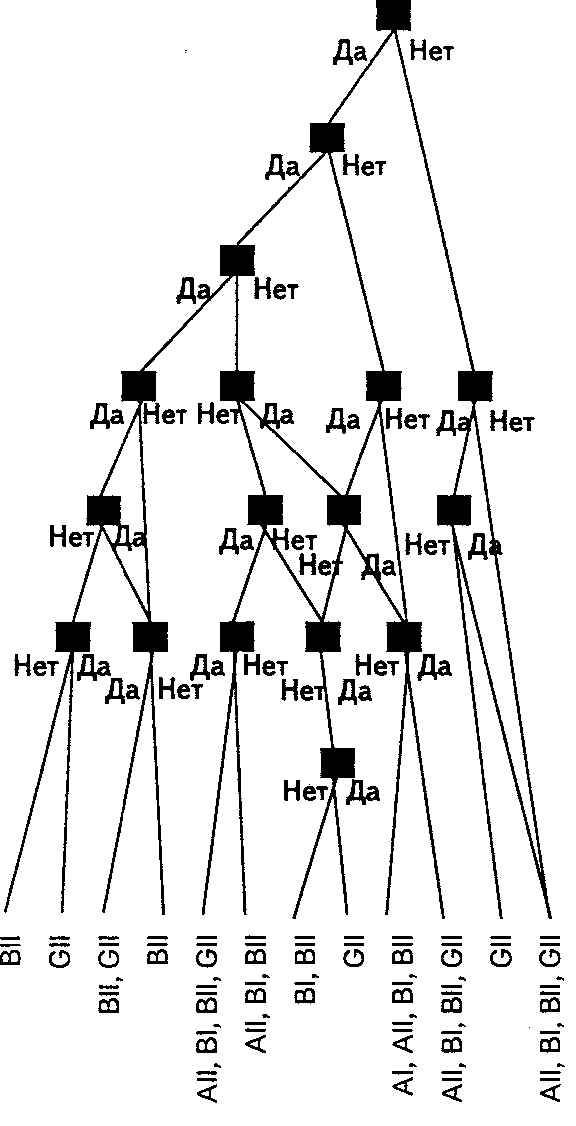 Да Нет
Да Нет
Да Нет
Да Нет Нет Да Да Нет Да Нет
Нет Да Да Нет Нет Да Нет Да
Нет Да Да Нет Да Нет Нет Да Нет Да
Нет Да
BII
GII
BII, GII
BII
AII, BI, BII, GII
AII, BI, BII
BI, BII
GII
AI, AII, BI, BII
AII, BI, BII, GII
GII
AII, BI, BII, GII